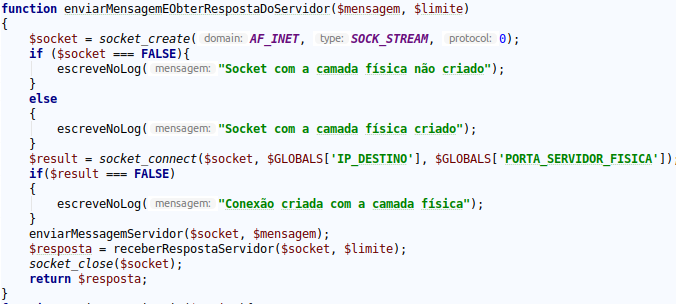 function enviarMensagemEObterRespostaDoServidor($mensagem, $limite)
{
$socket = socket_create( domain: AF_INET, type: SOCK_STREAM, protocol: 0);
if ($socket === FALSE){
escreveNoLog( mensagem: "Socket com a camada física não criado");
}
else
{
escreveNoLog( mensagem: "Socket com a camada física criado");
}
$result = socket_connect($socket, $GLOBALS['IP_DESTINO'], $GLOBALS['PORTA_SERVIDOR_FISICA']);
if($result === FALSE)
{
escreveNoLog( mensagem: "Conexão criada com a camada física");
}
enviarMensagemServidor($socket, $mensagem);
$resposta = receberRespostaServidor($socket, $limite);
socket_close($socket);
return $resposta;
}